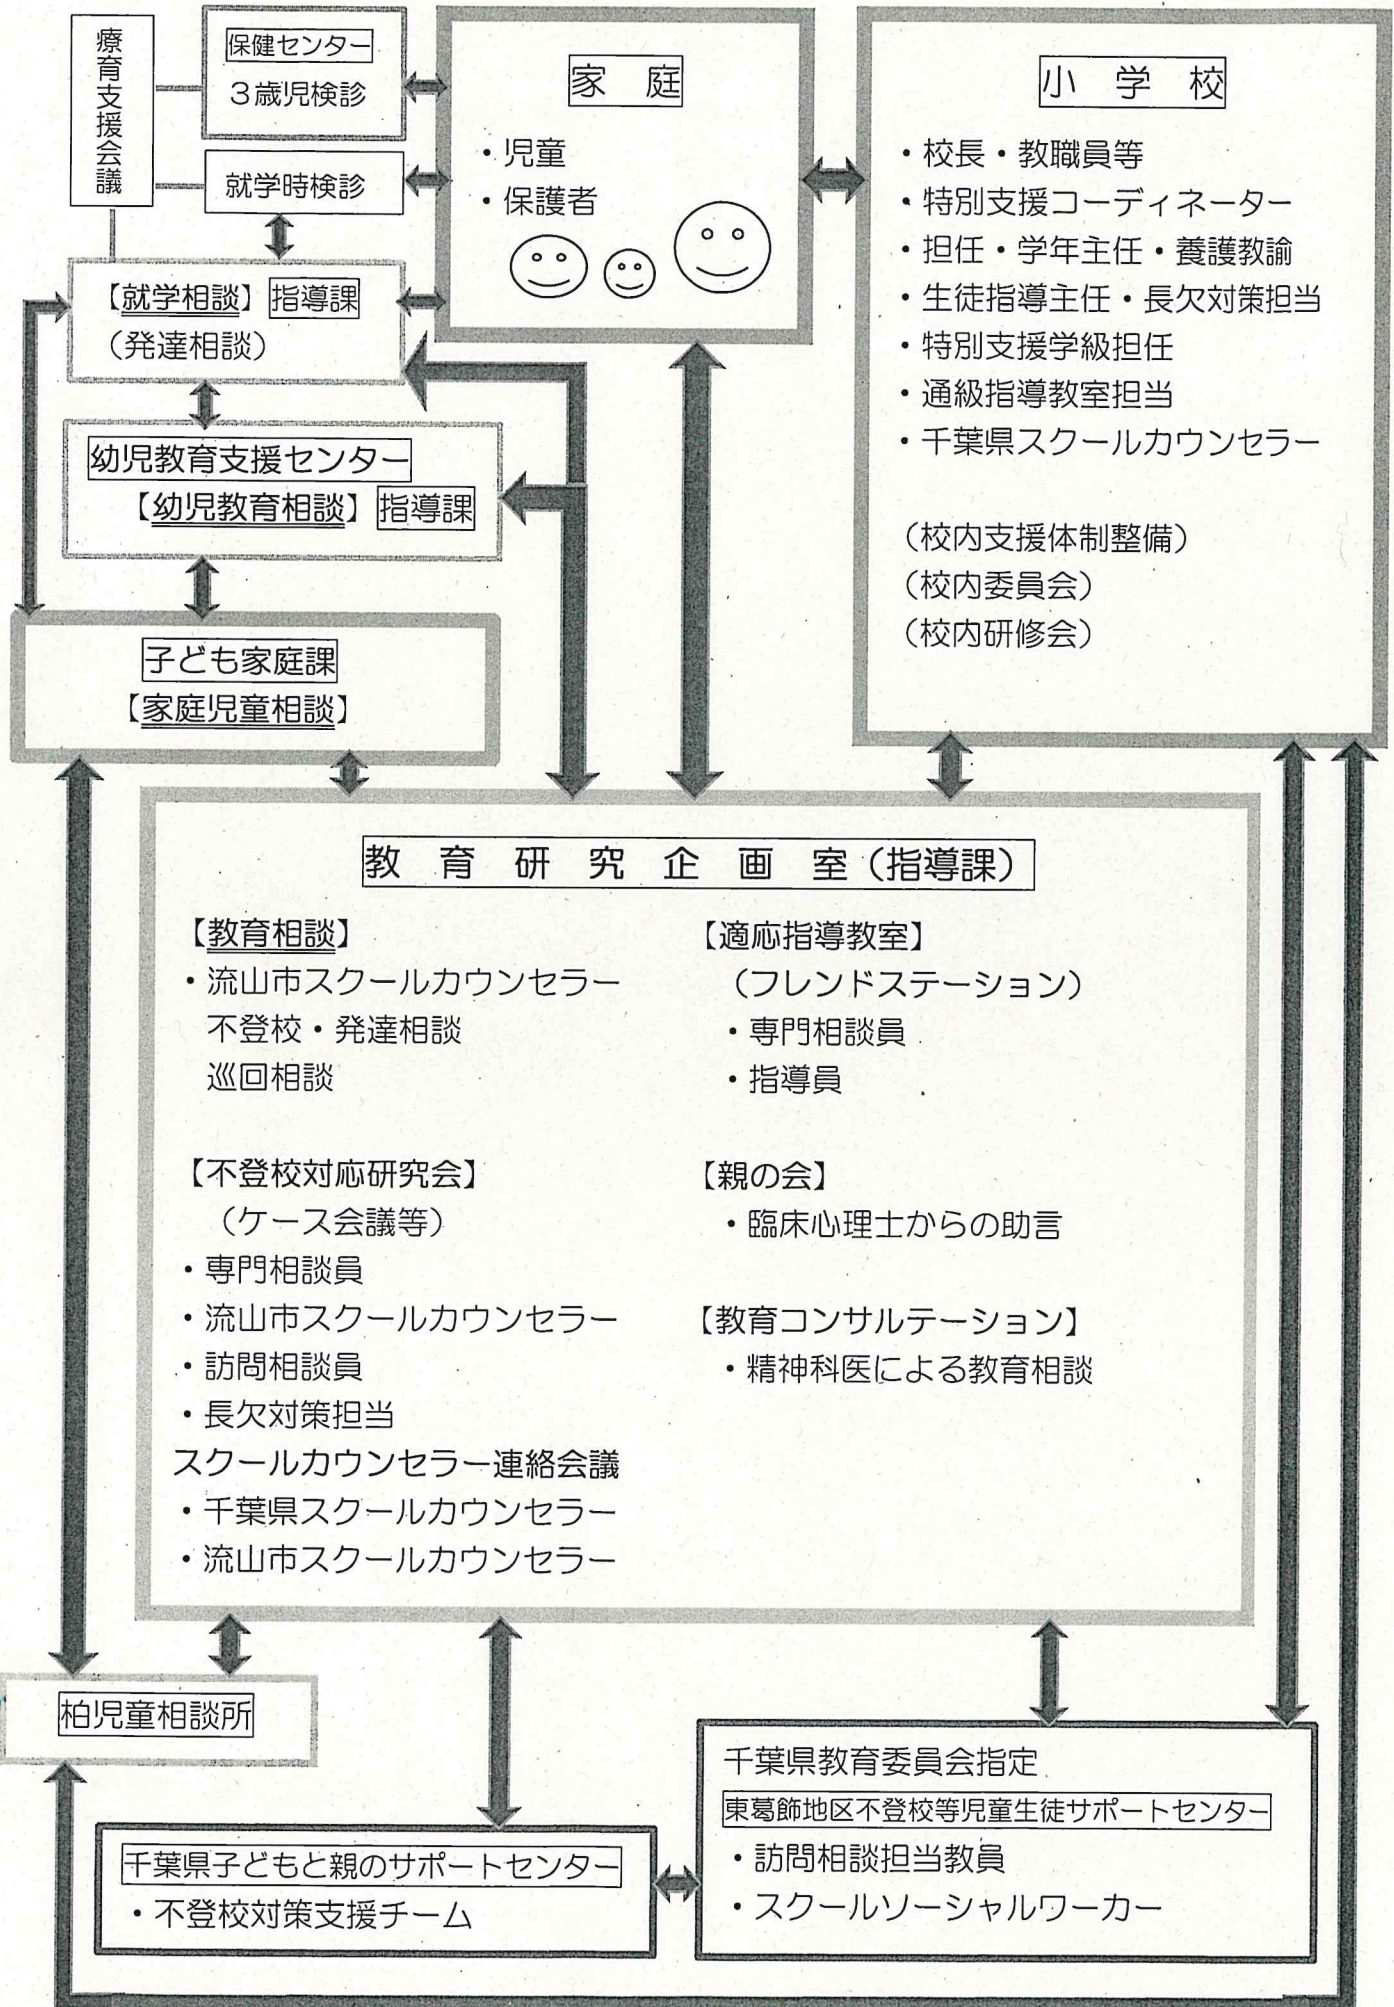 療育支援会議
保健センター
3歳児検診
就学時検診
【就学相談】 指導課
（発達相談）
幼児教育支援センター
【幼児教育相談】 指導課
子ども家庭課
【家庭児童相談】
家 庭
・児童
・保護者
小 学 校
・校長・教職員等
・特別支援コーディネーター
・担任・学年主任・養護教諭
・生徒指導主任・長欠対策担当
・特別支援学級担任
・通級指導教室担当
・千葉県スクールカウンセラー
（校内支援体制整備）
（校内委員会）
（校内研修会）
教 育 研 究 企 画 室（指導課）
【教育相談】
・流山市スクールカウンセラー
不登校・発達相談
巡回相談
【不登校対応研究会】
（ケース会議等）
・専門相談員
・流山市スクールカウンセラー
・訪問相談員
・長欠対策担当
スクールカウンセラー連絡会議
・千葉県スクールカウンセラー
・流山市スクールカウンセラー
【適応指導教室】
（フレンドステーション）
・専門相談員
・指導員
【親の会】
・臨床心理士からの助言
【教育コンサルテーション】
・精神科医による教育相談
柏児童相談所
千葉県子どもと親のサポートセンター
・不登校対策支援チーム
千葉県教育委員会指定
東葛飾地区不登校等児童生徒サポートセンター
・訪問相談担当教員
・スクールソーシャルワーカー